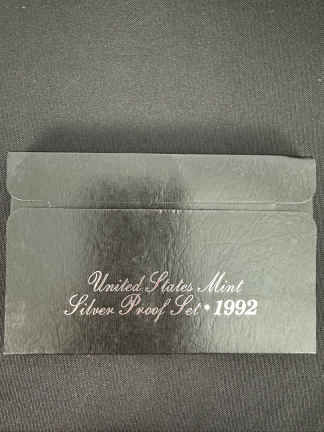 United States Mint
Silver Proof Set • 1992